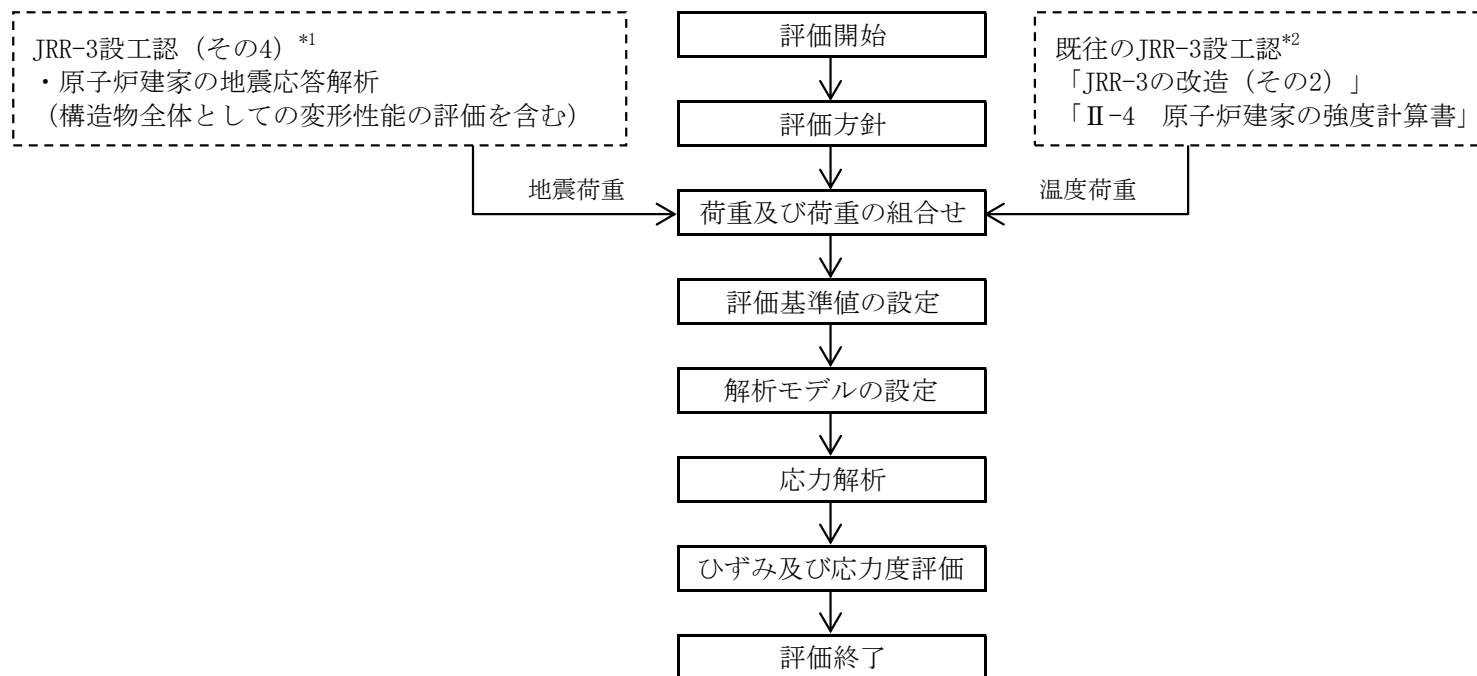 JRR-3設工認(その4)*1
・原子炉建家の地震応答解析
(構造物全体としての変形性能の評価を含む)
既往のJRR-3設工認*2
「JRR-3の改造(その2)」
「Ⅱ-4 原子炉建家の強度計算書」
評価開始
評価方針
地震荷重
温度荷重
荷重及び荷重の組合せ
評価基準値の設定
解析モデルの設定
応力解析
ひずみ及び応力度評価
評価終了